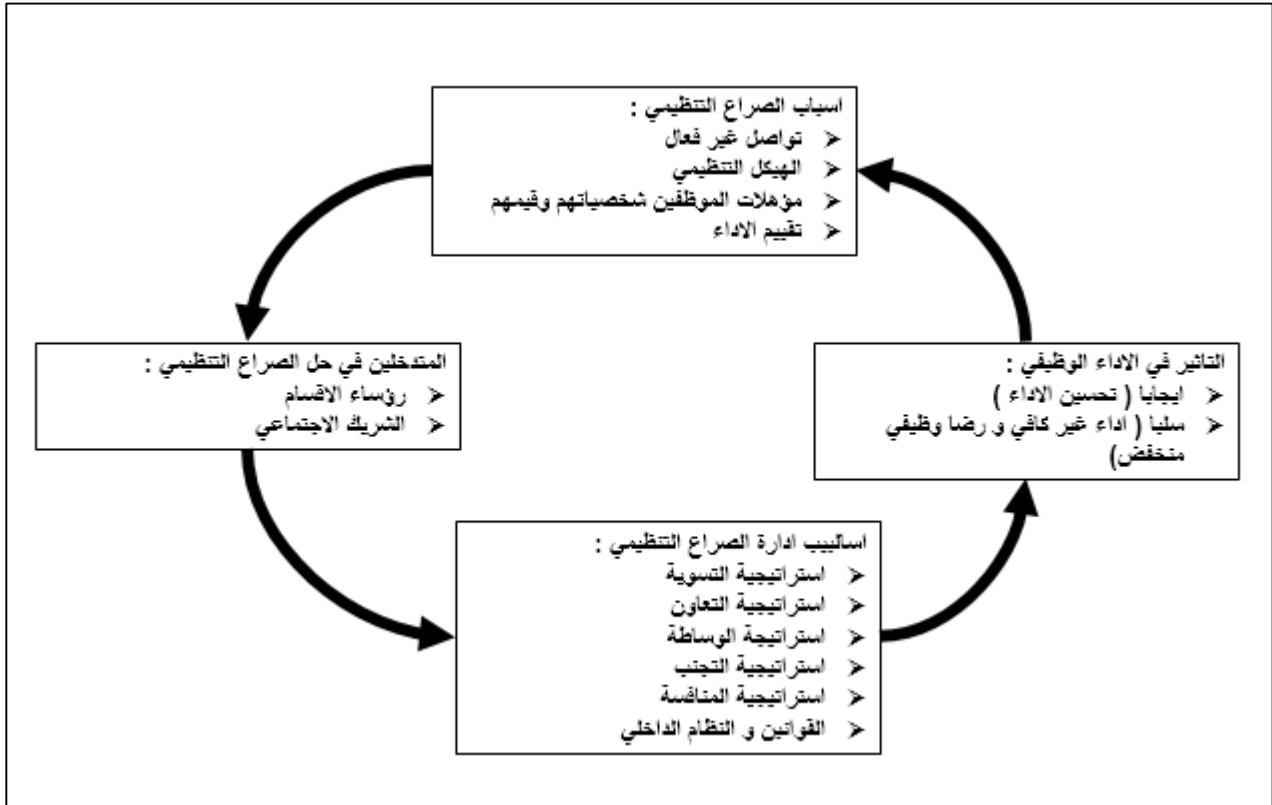 اسباب الصراع التنظيمي :
➢ تواصل غير فعال
➢ الهيكل التنظيمي
➢ مؤهلات الموظفين شخصياتهم وقيمهم
➢ تقييم الاداء
المتدخلين في حل الصراع التنظيمي :
➢ رؤساء الاقسام
➢ الشريك الاجتماعي
اساليب ادارة الصراع التنظيمي :
➢ استراتيجية التسوية
➢ استراتيجية التعاون
➢ استراتيجة الوساطة
➢ استراتيجية التجنب
➢ استراتيجية المنافسة
➢ القوانين و النظام الداخلي
التاثير في الاداء الوظيفي :
➢ ايجابا ( تحسين الاداء )
➢ سلبا ( اداء غير كافي و رضا وظيفي
منخفض)